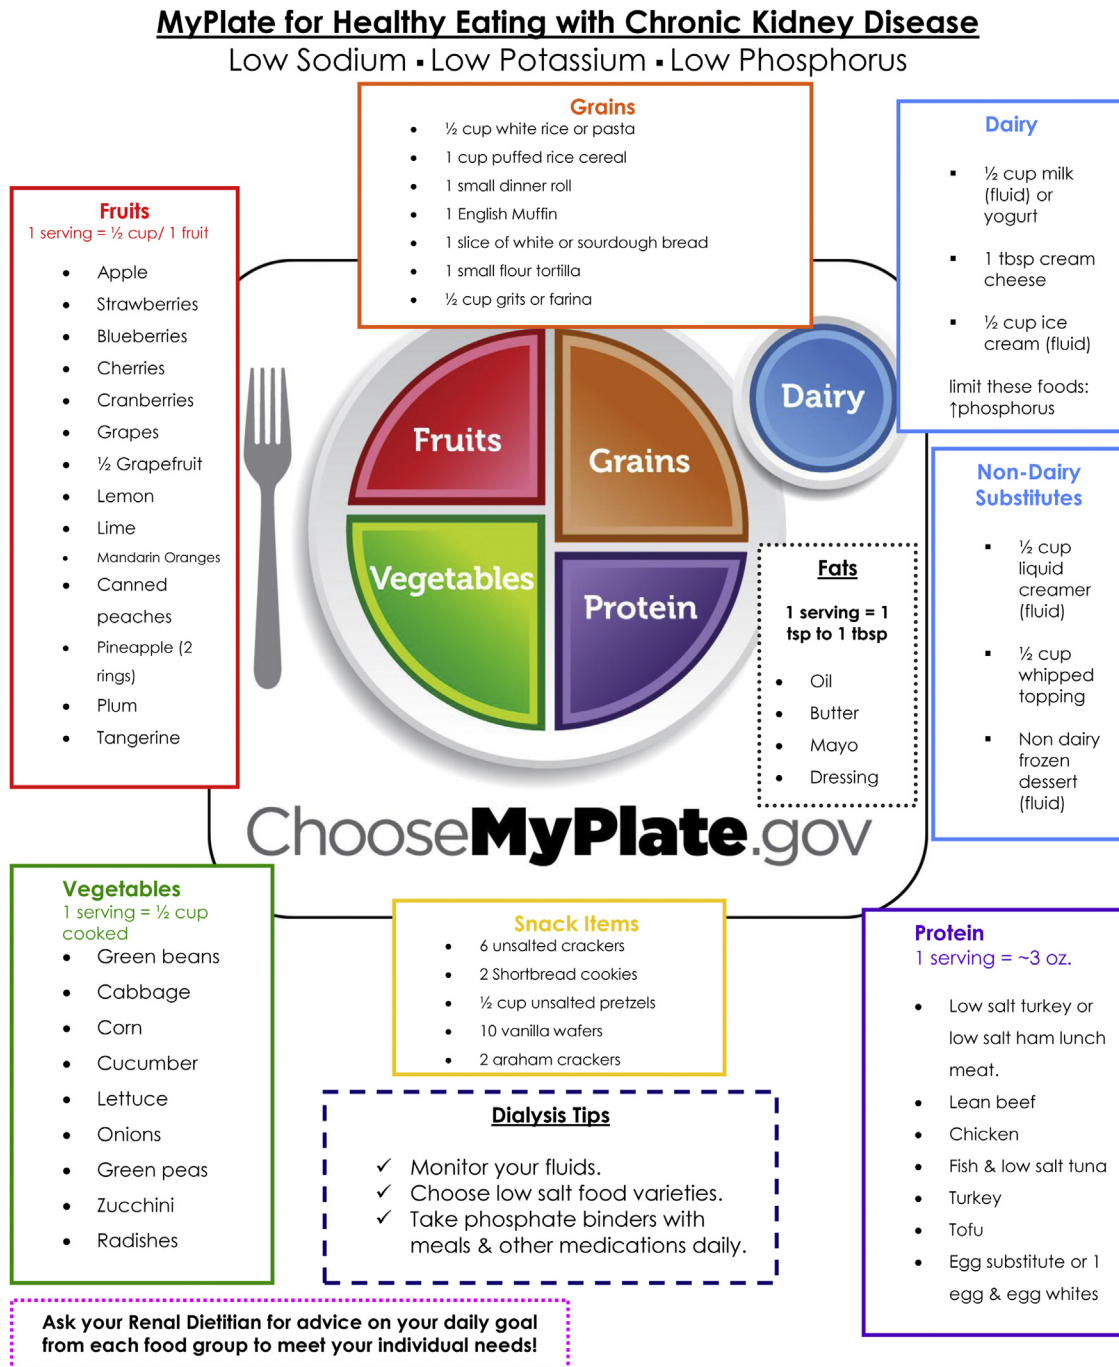 MyPlate for Healthy Eating with Chronic Kidney Disease
Low Sodium ▪ Low Potassium ▪ Low Phosphorus
Grains
• ½ cup white rice or pasta
• 1 cup puffed rice cereal
• 1 small dinner roll
• 1 English Muffin
• 1 slice of white or sourdough bread
• 1 small flour tortilla
• ½ cup grits or farina
Dairy
▪ ½ cup milk
(fluid) or
yogurt
▪ 1 tbsp cream
cheese
▪ ½ cup ice
cream (fluid)
limit these foods:
↑phosphorus
Fruits
1 serving = ½ cup/ 1 fruit
• Apple
• Strawberries
• Blueberries
• Cherries
• Cranberries
• Grapes
• ½ Grapefruit
• Lemon
• Lime
• Mandarin Oranges
• Canned
peaches
• Pineapple (2
rings)
• Plum
• Tangerine
Fruits
Grains
Dairy
Vegetables
Protein
Non-Dairy
Substitutes
▪ ½ cup
liquid
creamer
(fluid)
▪ ½ cup
whipped
topping
▪ Non dairy
frozen
dessert
(fluid)
Fats
1 serving = 1
tsp to 1 tbsp
• Oil
• Butter
• Mayo
• Dressing
ChooseMyPlate.gov
Vegetables
1 serving = ½ cup
cooked
• Green beans
• Cabbage
• Corn
• Cucumber
• Lettuce
• Onions
• Green peas
• Zucchini
• Radishes
Snack Items
• 6 unsalted crackers
• 2 Shortbread cookies
• ½ cup unsalted pretzels
• 10 vanilla wafers
• 2 graham crackers
Protein
1 serving = ~3 oz.
• Low salt turkey or
low salt ham lunch
meat.
• Lean beef
• Chicken
• Fish & low salt tuna
• Turkey
• Tofu
• Egg substitute or 1
egg & egg whites
Dialysis Tips
✓ Monitor your fluids.
✓ Choose low salt food varieties.
✓ Take phosphate binders with
meals & other medications daily.
Ask your Renal Dietitian for advice on your daily goal
from each food group to meet your individual needs!